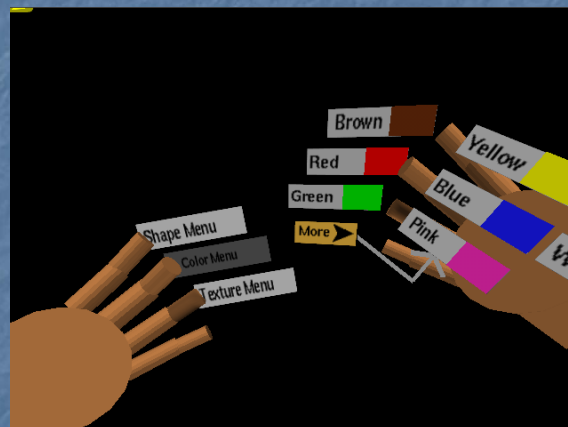 Brown
Red
Green
More
Yellow
Blue
Pink
Shape Menu
Color Menu
Texture Menu